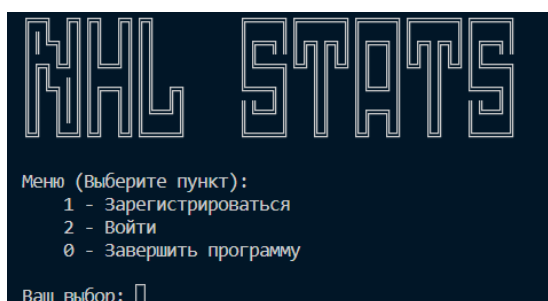 NHL STATS
Меню (Выберите пункт):
1 - Зарегистрироваться
2 - Войти
0 - Завершить программу
Ваш выбор: